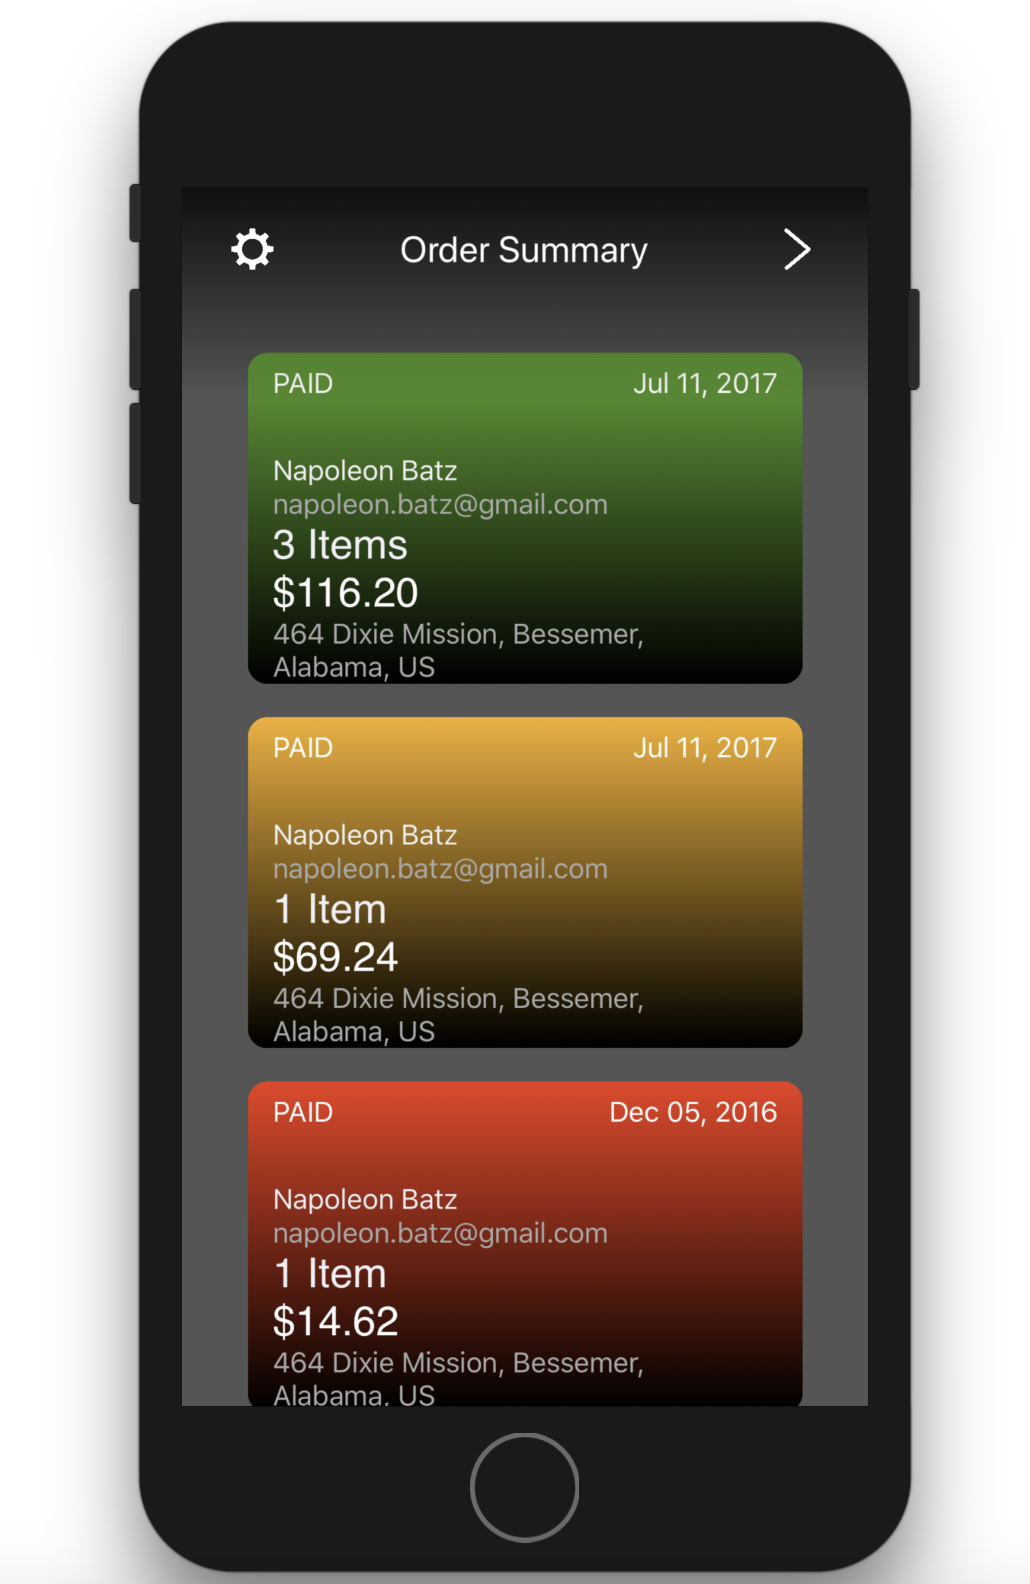 Order Summary
PAID Jul 11, 2017
Napoleon Batz
napoleon.batz@gmail.com
3 Items
$116.20
464 Dixie Mission, Bessemer,
Alabama, US
PAID Jul 11, 2017
Napoleon Batz
napoleon.batz@gmail.com
1 Item
$69.24
464 Dixie Mission, Bessemer,
Alabama, US
PAID Dec 05, 2016
Napoleon Batz
napoleon.batz@gmail.com
1 Item
$14.62
464 Dixie Mission, Bessemer,
Alabama, US